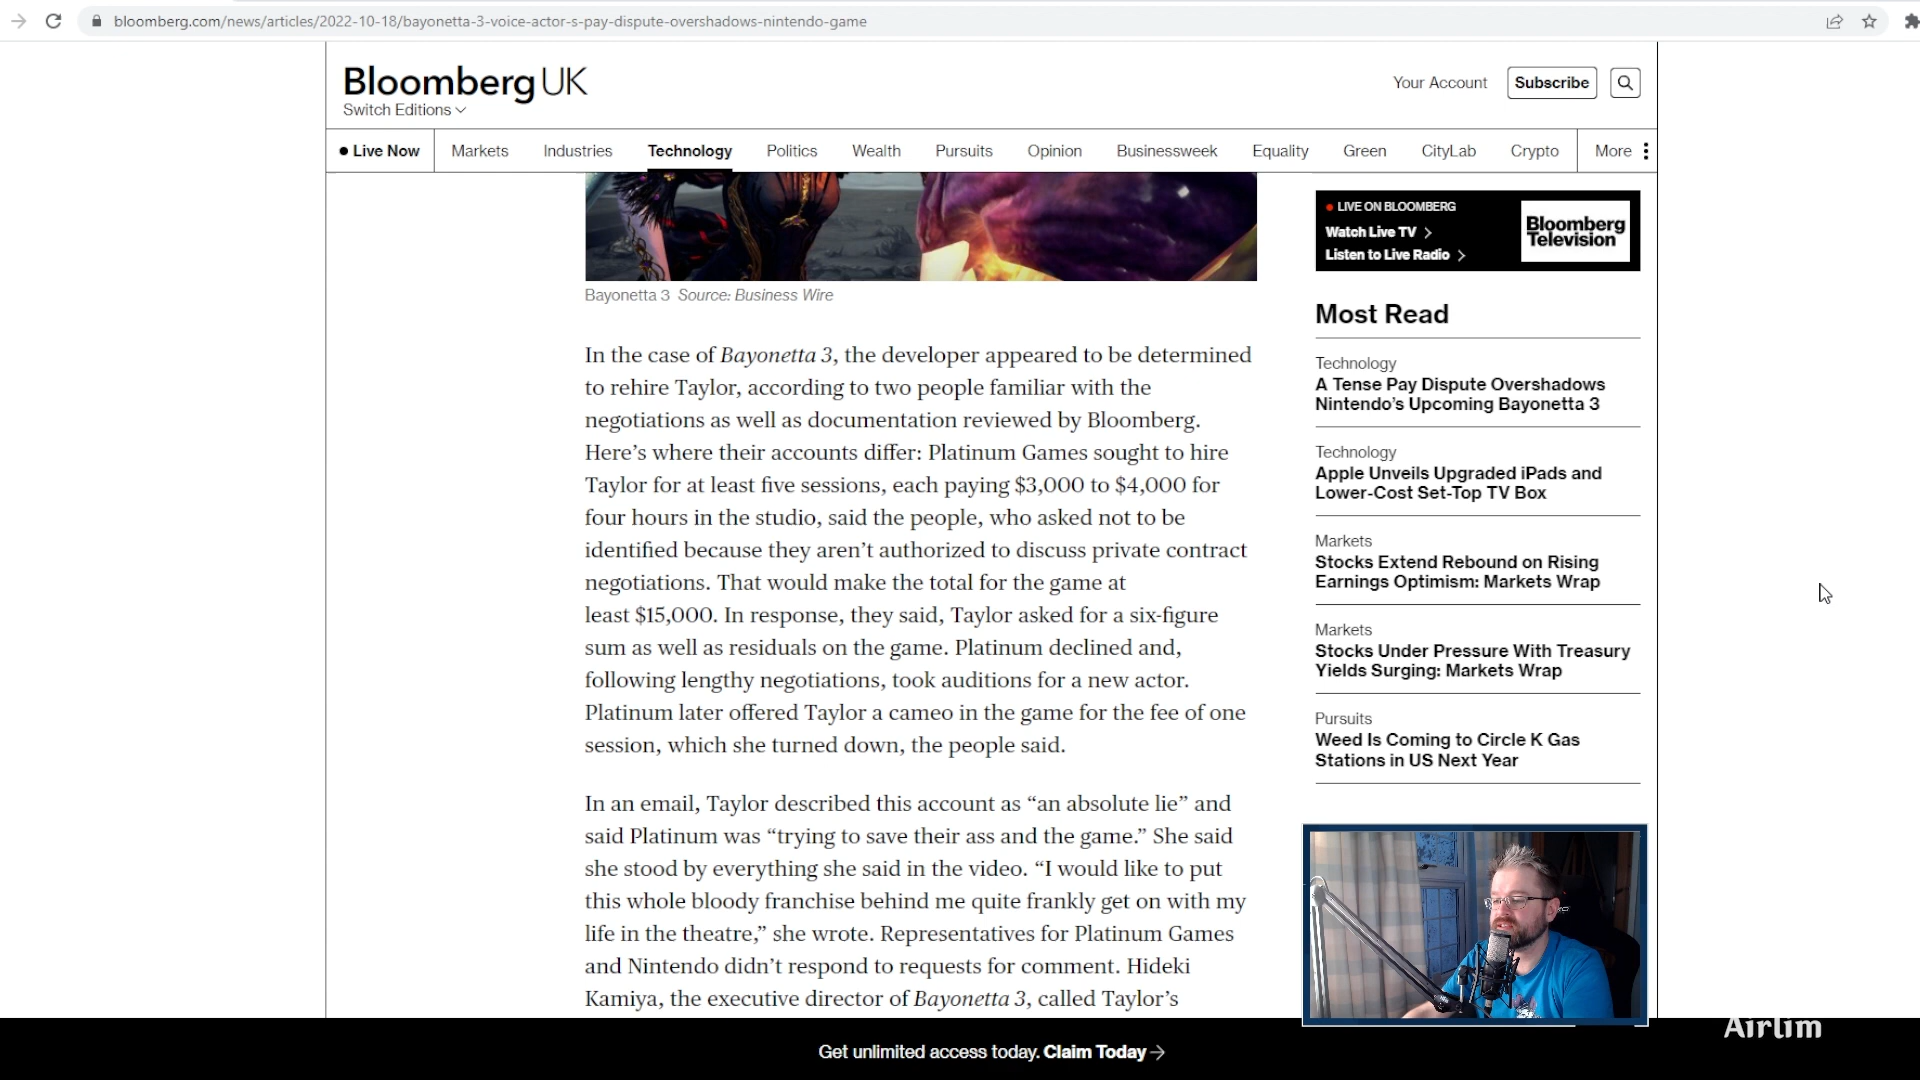 bloomberg.com/news/articles/2022-10-18/bayonetta-3-voice-actor-s-pay-dispute-overshadows-nintendo-game
Bloomberg UK
Switch Editions
Your Account
Subscribe
Live Now
Markets
Industries
Technology
Politics
Wealth
Pursuits
Opinion
Businessweek
Equality
Green
CityLab
Crypto
More
Bayonetta 3 Source: Business Wire
In the case of Bayonetta 3, the developer appeared to be determined
to rehire Taylor, according to two people familiar with the
negotiations as well as documentation reviewed by Bloomberg.
Here’s where their accounts differ: Platinum Games sought to hire
Taylor for at least five sessions, each paying $3,000 to $4,000 for
four hours in the studio, said the people, who asked not to be
identified because they aren’t authorized to discuss private contract
negotiations. That would make the total for the game at
least $15,000. In response, they said, Taylor asked for a six-figure
sum as well as residuals on the game. Platinum declined and,
following lengthy negotiations, took auditions for a new actor.
Platinum later offered Taylor a cameo in the game for the fee of one
session, which she turned down, the people said.
In an email, Taylor described this account as “an absolute lie” and
said Platinum was “trying to save their ass and the game.” She said
she stood by everything she said in the video. “I would like to put
this whole bloody franchise behind me quite frankly get on with my
life in the theatre,” she wrote. Representatives for Platinum Games
and Nintendo didn’t respond to requests for comment. Hideki
Kamiya, the executive director of Bayonetta 3, called Taylor’s
LIVE ON BLOOMBERG
Watch Live TV
Listen to Live Radio
Bloomberg
Television
Most Read
Technology
A Tense Pay Dispute Overshadows
Nintendo’s Upcoming Bayonetta 3
Technology
Apple Unveils Upgraded iPads and
Lower-Cost Set-Top TV Box
Markets
Stocks Extend Rebound on Rising
Earnings Optimism: Markets Wrap
Markets
Stocks Under Pressure With Treasury
Yields Surging: Markets Wrap
Pursuits
Weed Is Coming to Circle K Gas
Stations in US Next Year
Airlim
Get unlimited access today. Claim Today